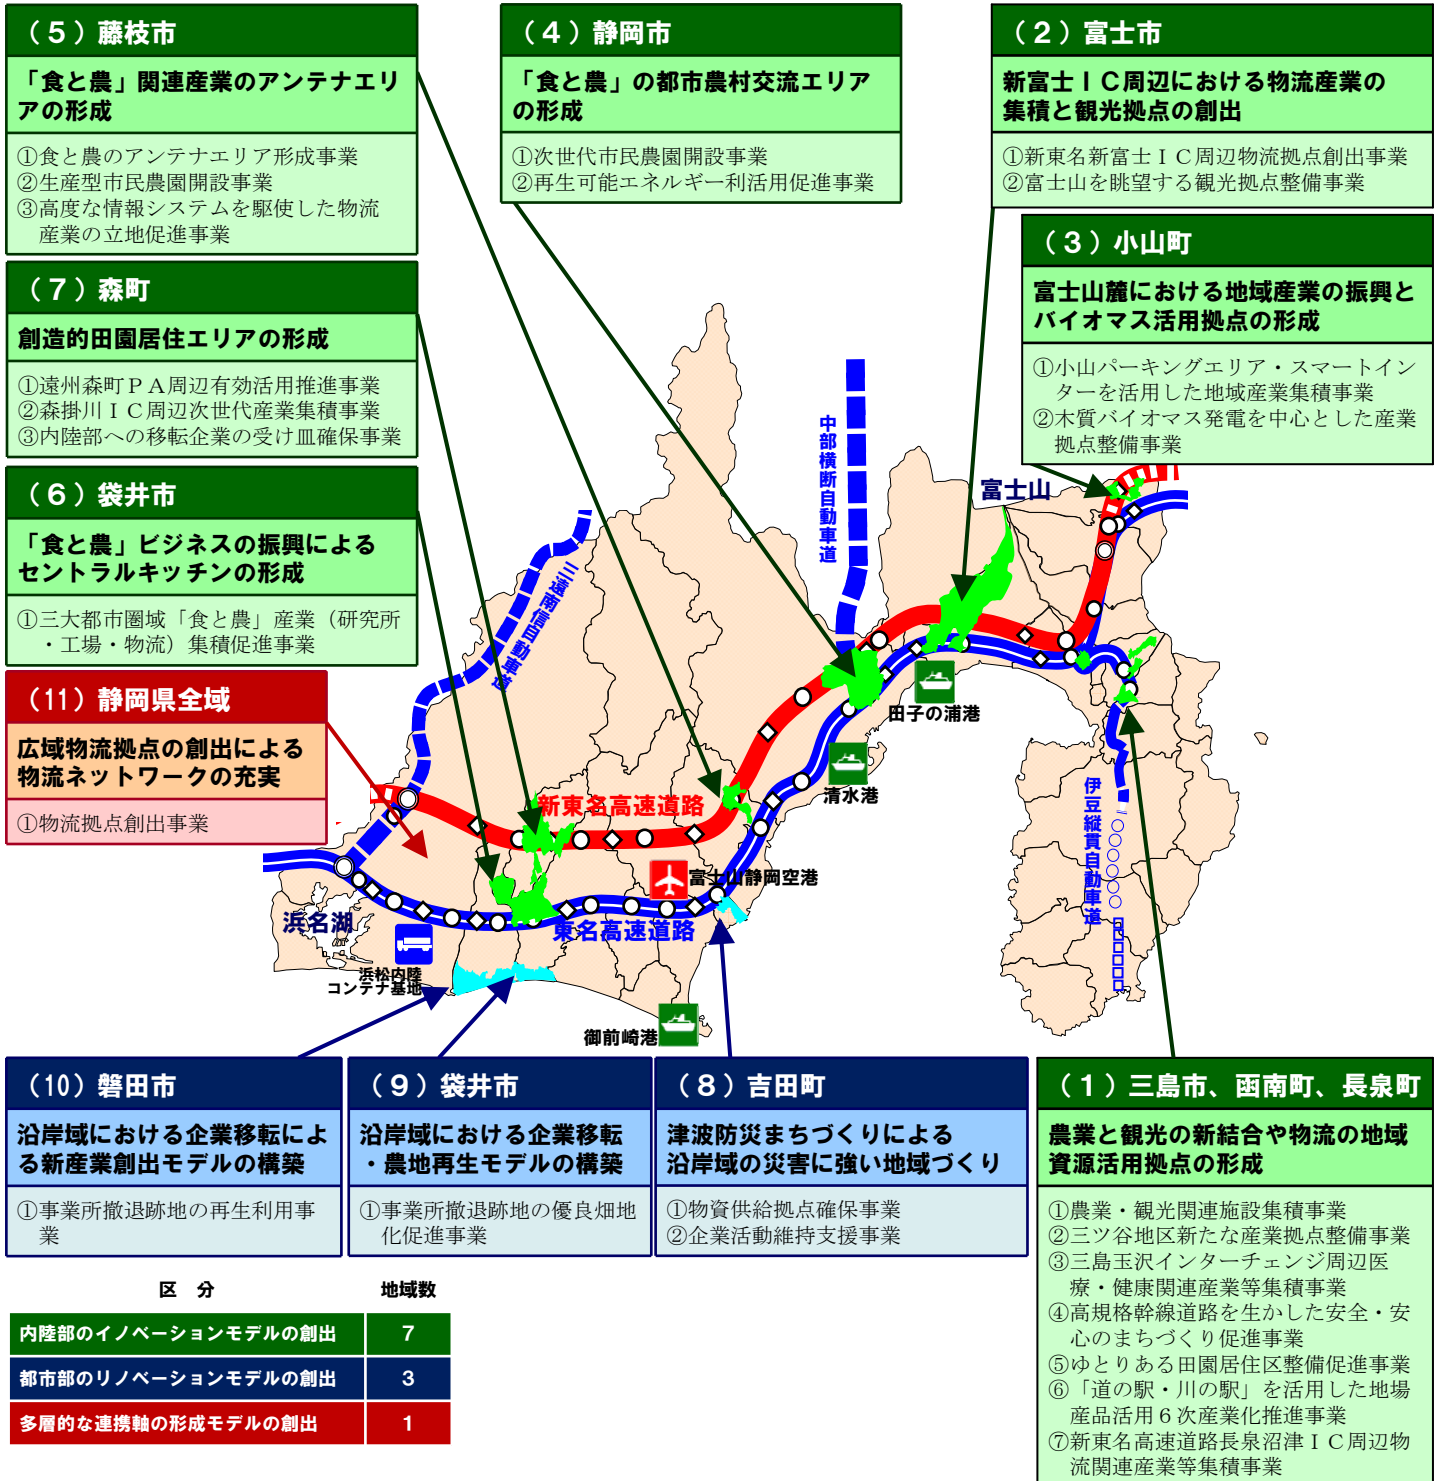 （５）藤枝市
「食と農」関連産業のアンテナエリ
アの形成
①食と農のアンテナエリア形成事業
②生産型市民農園開設事業
③高度な情報システムを駆使した物流
産業の立地促進事業
（４）静岡市
「食と農」の都市農村交流エリア
の形成
①次世代市民農園開設事業
②再生可能エネルギー利活用促進事業
（２）富士市
新富士ＩＣ周辺における物流産業の
集積と観光拠点の創出
①新東名新富士ＩＣ周辺物流拠点創出事業
②富士山を眺望する観光拠点整備事業
（３）小山町
富士山麓における地域産業の振興と
バイオマス活用拠点の形成
①小山パーキングエリア・スマートイン
ターを活用した地域産業集積事業
②木質バイオマス発電を中心とした産業
拠点整備事業
（７）森町
創造的田園居住エリアの形成
①遠州森町ＰＡ周辺有効活用推進事業
②森掛川ＩＣ周辺次世代産業集積事業
③内陸部への移転企業の受け皿確保事業
（６）袋井市
「食と農」ビジネスの振興による
セントラルキッチンの形成
①三大都市圏域「食と農」産業（研究所
・工場・物流）集積促進事業
（11）静岡県全域
広域物流拠点の創出による
物流ネットワークの充実
①物流拠点創出事業
中部横断自動車道
富士山
三遠南信自動車道
田子の浦港
清水港
新東名高速道路
伊豆縦貫自動車道
富士山静岡空港
東名高速道路
浜名湖
浜松内陸
コンテナ基地
御前崎港
（10）磐田市
沿岸域における企業移転によ
る新産業創出モデルの構築
①事業所撤退跡地の再生利用事
業
（９）袋井市
沿岸域における企業移転
・農地再生モデルの構築
①事業所撤退跡地の優良畑地
化促進事業
（８）吉田町
津波防災まちづくりによる
沿岸域の災害に強い地域づくり
①物資供給拠点確保事業
②企業活動維持支援事業
（１）三島市、函南町、長泉町
農業と観光の新結合や物流の地域
資源活用拠点の形成
①農業・観光関連施設集積事業
②三ツ谷地区新たな産業拠点整備事業
③三島玉沢インターチェンジ周辺医
療・健康関連産業等集積事業
④高規格幹線道路を生かした安全・安
心のまちづくり促進事業
⑤ゆとりある田園居住区整備促進事業
⑥「道の駅・川の駅」を活用した地場
産品活用６次産業化推進事業
⑦新東名高速道路長泉沼津ＩＣ周辺物
流関連産業等集積事業
区　分　地域数
内陸部のイノベーションモデルの創出　7
都市部のリノベーションモデルの創出　3
多層的な連携軸の形成モデルの創出　1